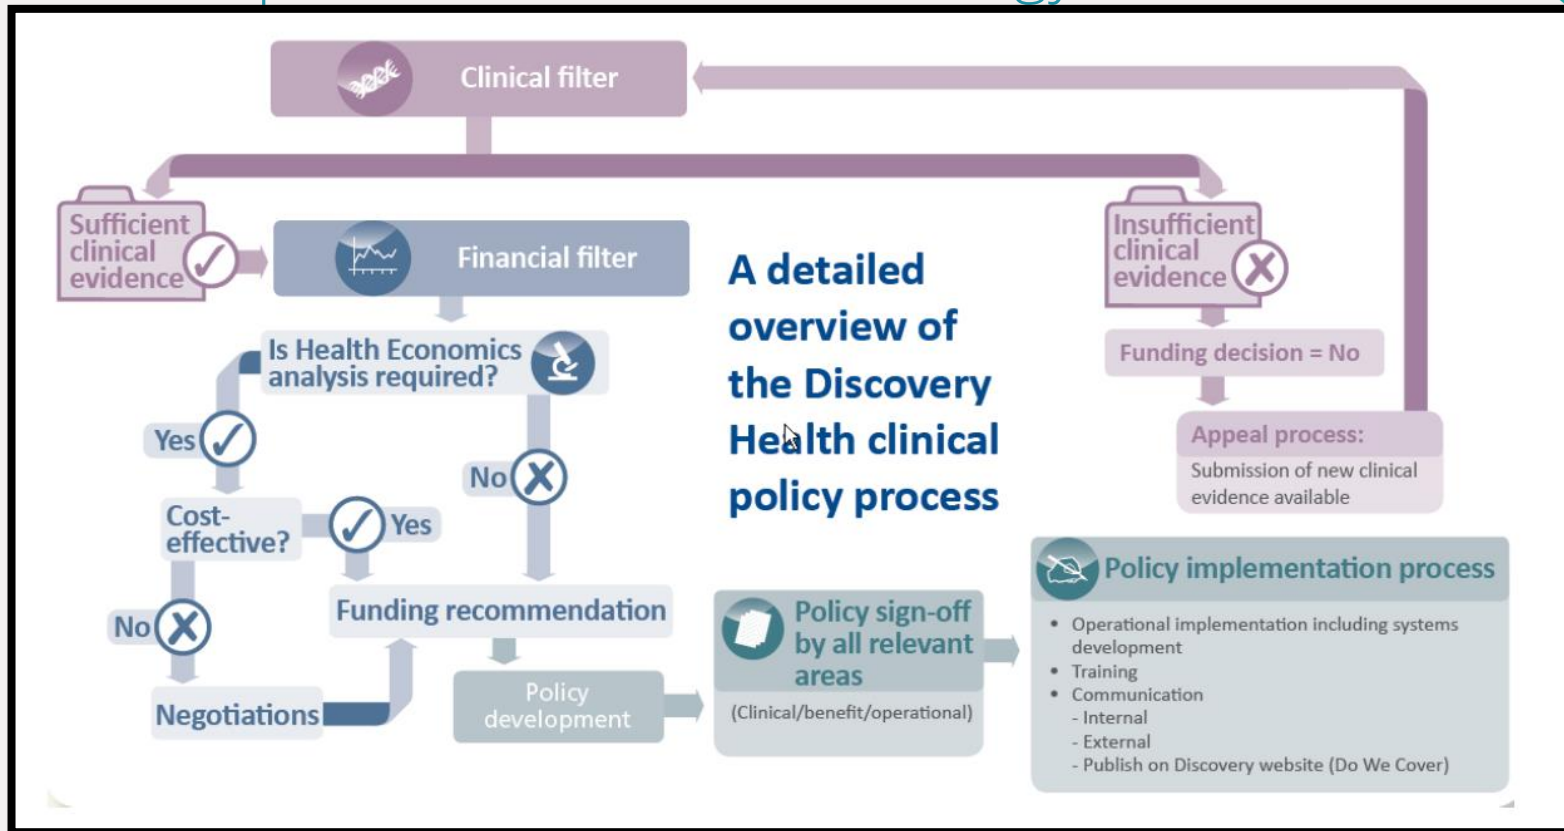 Clinical filter
Sufficient
clinical
evidence
Financial filter
Insufficient
clinical
evidence
A detailed
overview of
the Discovery
Health clinical
policy process
Is Health Economics
analysis required?
Funding decision = No
Yes
No
Appeal process:
Submission of new clinical
evidence available
Cost-
effective?
Yes
No
Funding recommendation
Negotiations
Policy
development
Policy sign-off
by all relevant
areas
(Clinical/benefit/operational)
Policy implementation process
• Operational implementation including systems
development
• Training
• Communication
- Internal
- External
- Publish on Discovery website (Do We Cover)